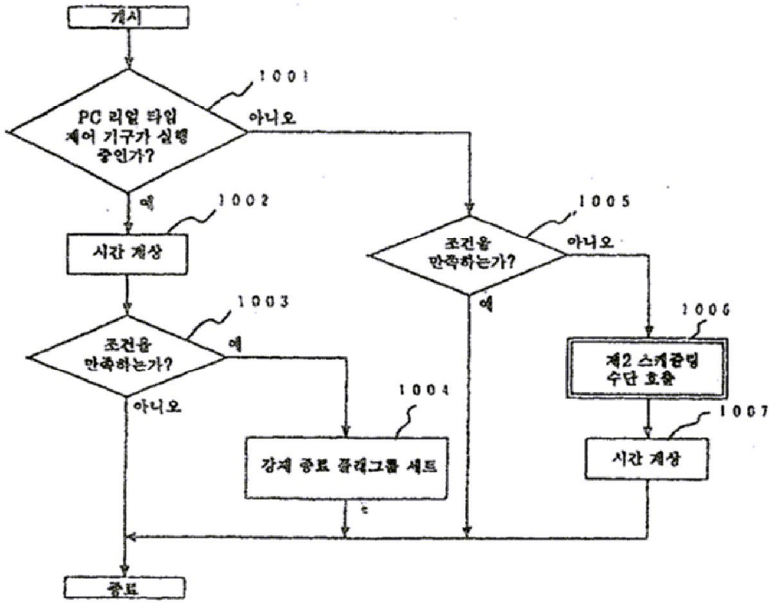 개시
1001
PC 리얼 타임
제어 기구가 실행
중인가?
아니오
예
1002
시간 계상
1005
조건을
만족하는가?
아니오
예
1003
조건을
만족하는가?
예
아니오
1006
제2 스케쥴링
수단 호출
1004
강제 종료 플래그를 세트
1007
시간 계상
종료